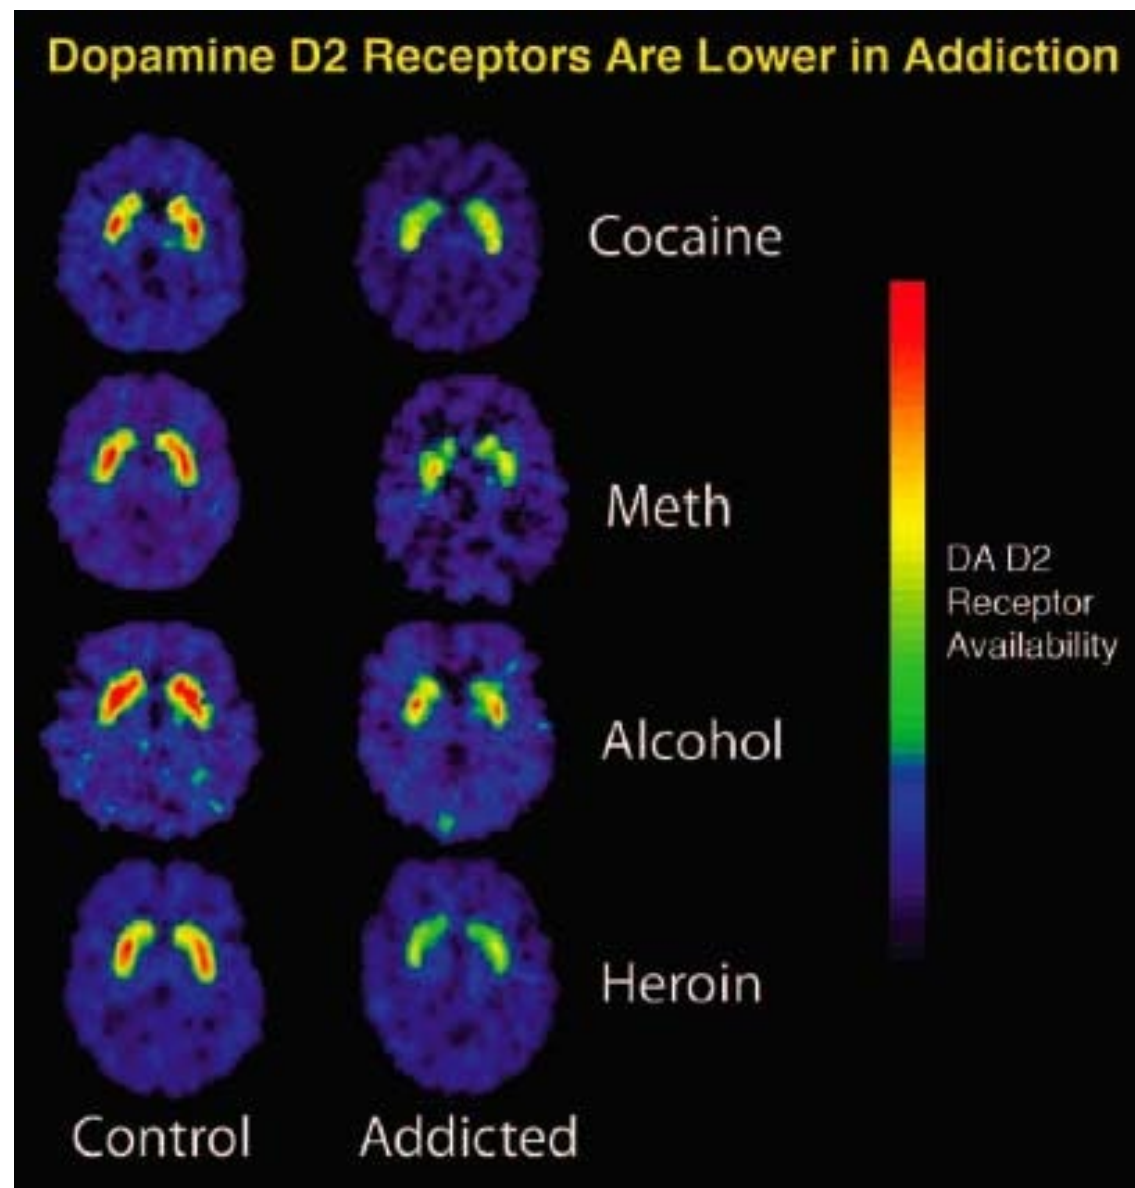 Dopamine D2 Receptors Are Lower in Addiction
Cocaine
Meth
DA D2
Receptor
Availability
Alcohol
Heroin
Control
Addicted